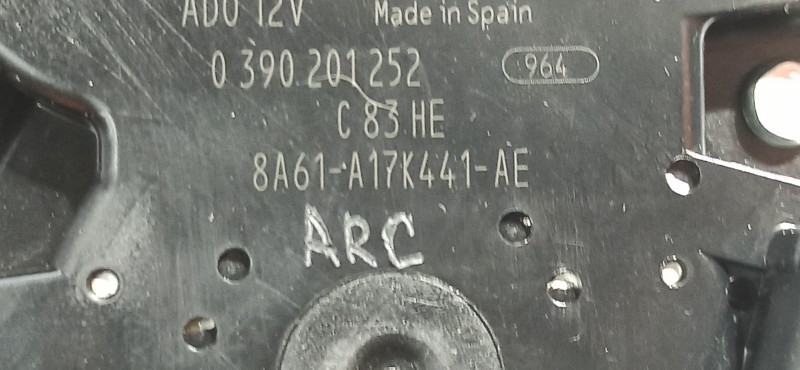 ADO 12V Made in Spain
0 390 201 252 964
C 83 HE
8A61-A17K441-AE
ARC